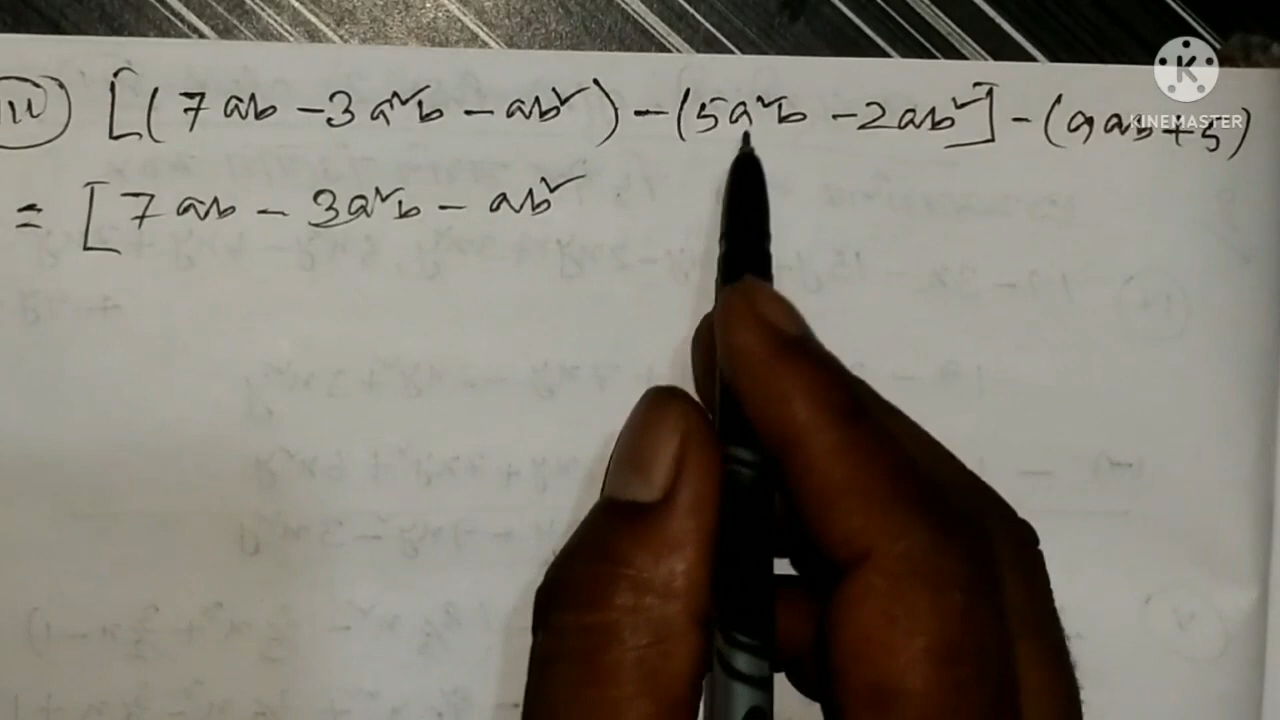 iii) [(7ab - 3a²b - ab²) - (5a²b - 2ab²] - (9ab + 5)
= [7ab - 3a²b - ab²
K
KINEMASTER